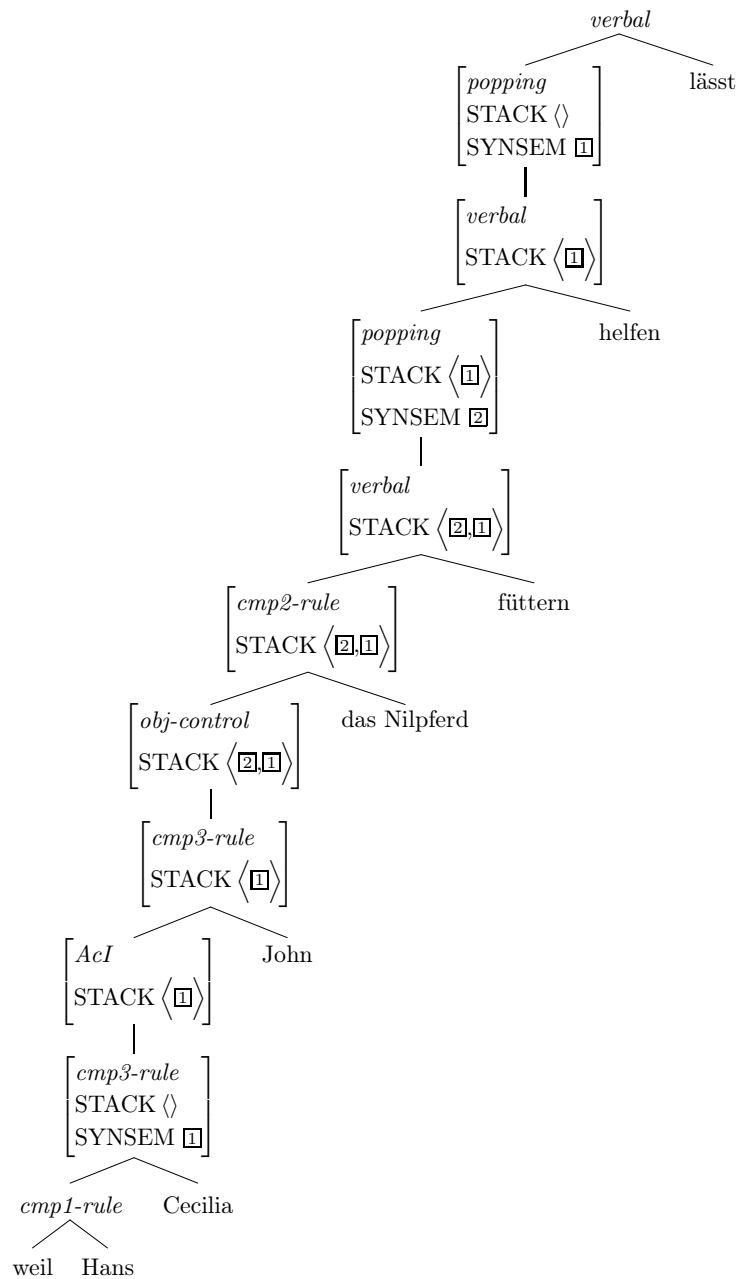 verbal
popping
STACK ⟨⟩
SYNSEM 1
lässt
verbal
STACK ⟨1⟩
popping
STACK ⟨1⟩
SYNSEM 2
helfen
verbal
STACK ⟨2,1⟩
cmp2-rule
STACK ⟨2,1⟩
füttern
obj-control
STACK ⟨2,1⟩
das Nilpferd
cmp3-rule
STACK ⟨1⟩
AcI
STACK ⟨1⟩
John
cmp3-rule
STACK ⟨⟩
SYNSEM 1
cmp1-rule Cecilia
weil Hans